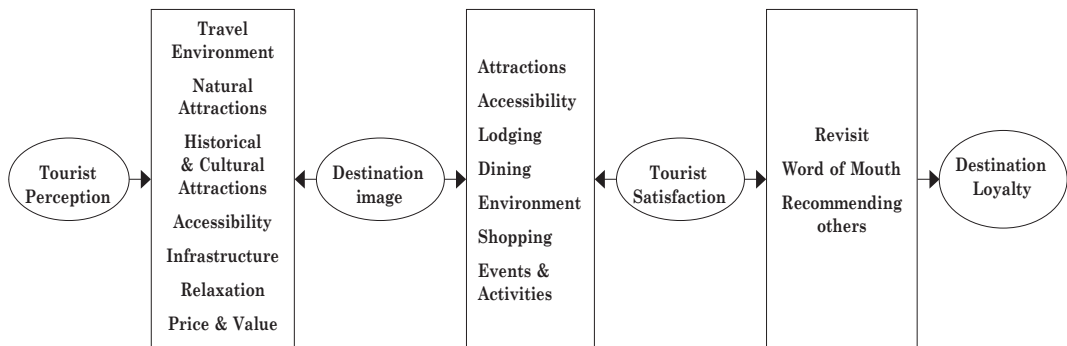 Tourist
Perception
Travel
Environment
Natural
Attractions
Historical
& Cultural
Attractions
Accessibility
Infrastructure
Relaxation
Price & Value
Destination
image
Attractions
Accessibility
Lodging
Dining
Environment
Shopping
Events &
Activities
Tourist
Satisfaction
Revisit
Word of Mouth
Recommending
others
Destination
Loyalty